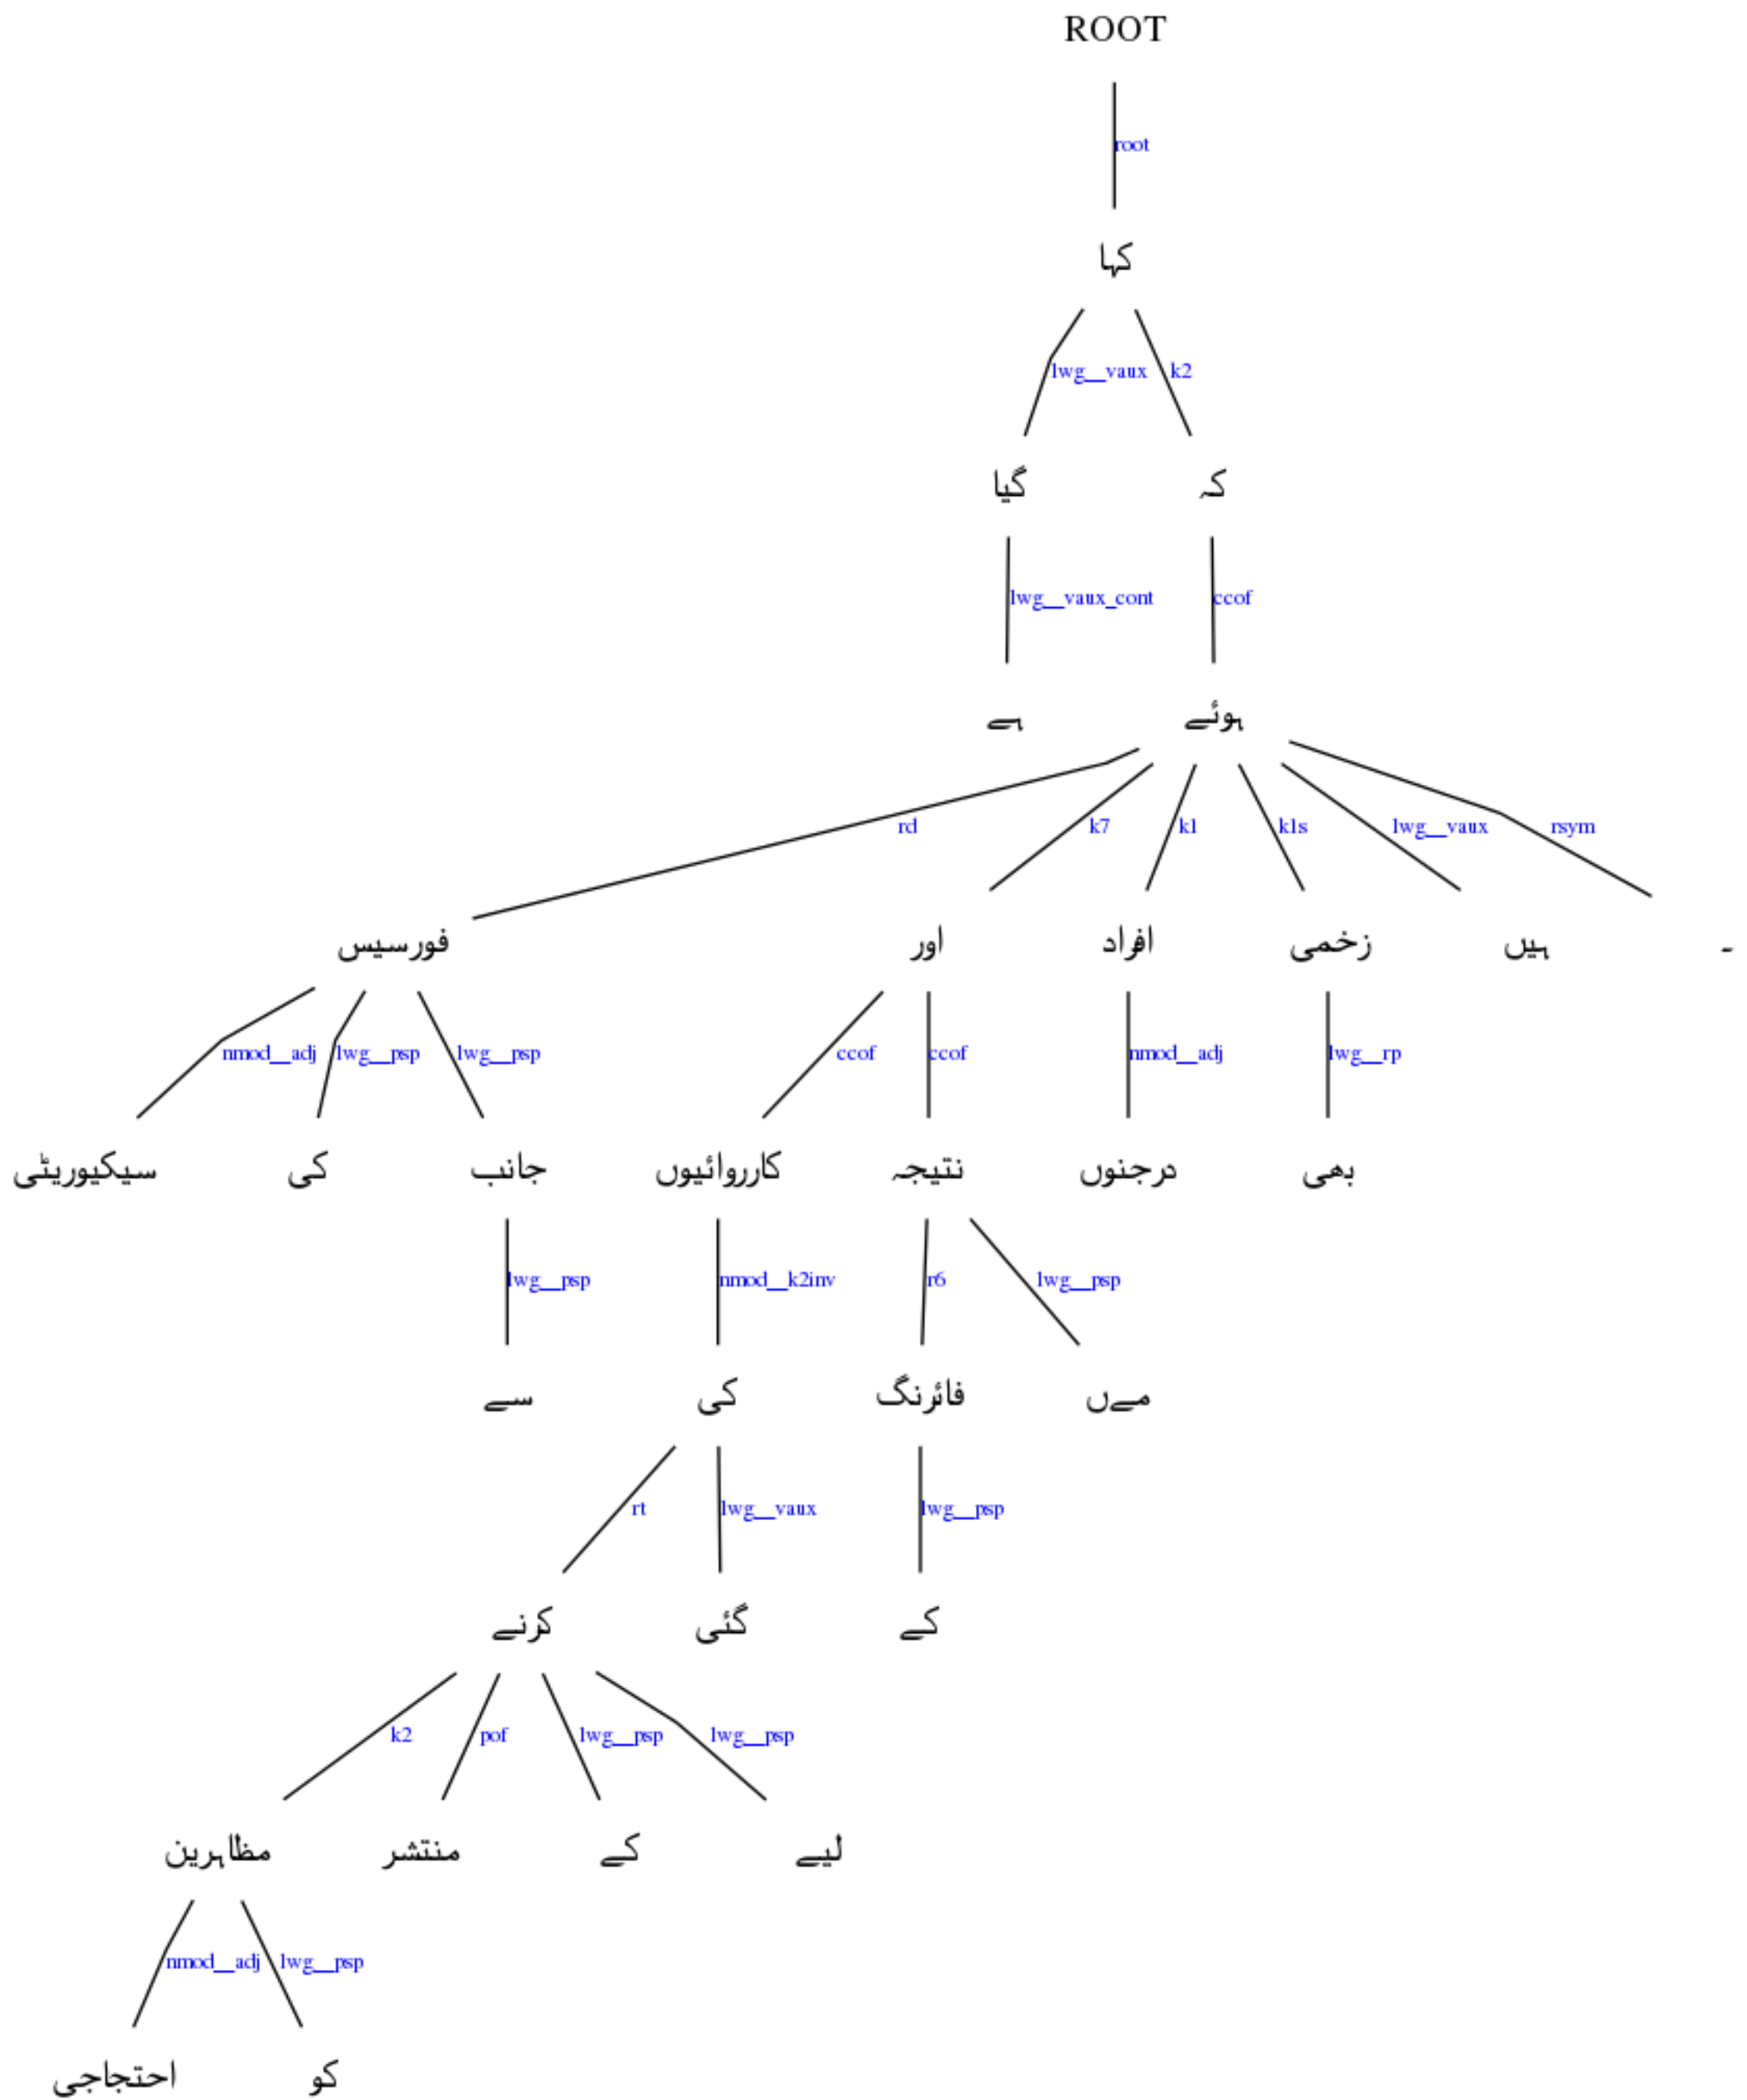 ROOT
root
کہا
lwg__vaux k2
گیا کہ
lwg__vaux_cont ccof
ہے ہوئے
rd k7 k1 k1s lwg__vaux rsym
فورسیس اور افراد زخمی ہیں ۔
nmod__adj lwg__psp lwg__psp ccof ccof nmod__adj lwg__rp
سیکیوریٹی کی جانب کارروائیوں نتیجہ درجنوں بھی
lwg__psp nmod__k2inv r6 lwg__psp
سے کی فائرنگ مےں
rt lwg__vaux lwg__psp
کرنے گئی کے
k2 pof lwg__psp lwg__psp
مظاہرین منتشر کے لیے
nmod__adj lwg__psp
احتجاجی کو